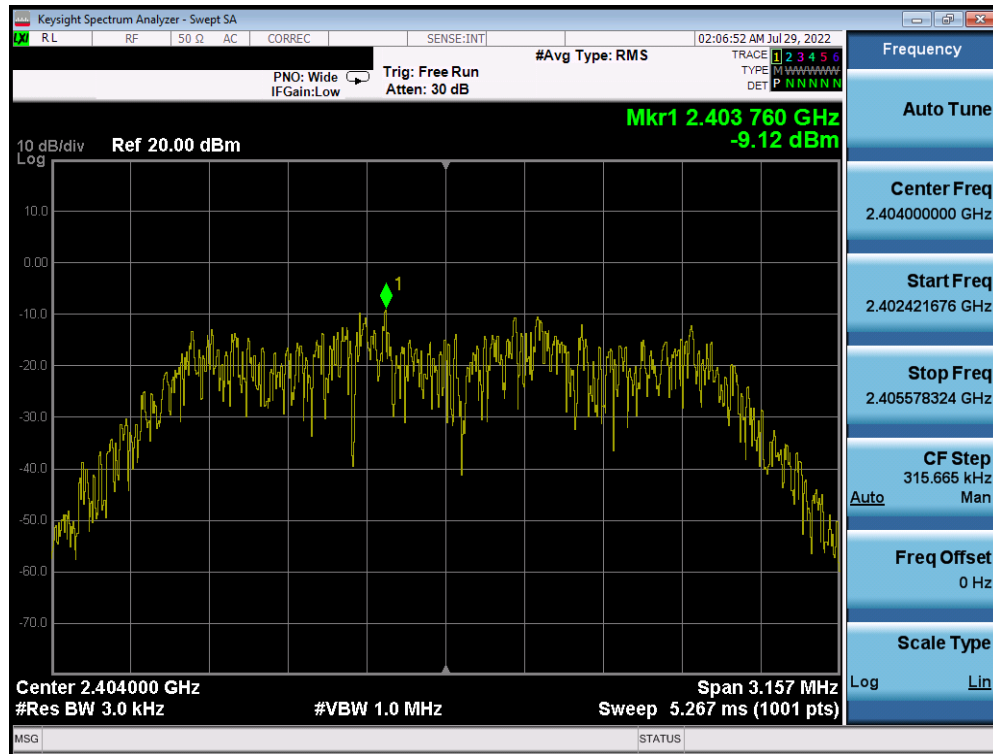 Keysight Spectrum Analyzer - Swept SA
LXI RL RF 50 Ω AC CORREC SENSE:INT 02:06:52 AM Jul 29, 2022
#Avg Type: RMS TRACE 1 2 3 4 5 6
PNO: Wide Trig: Free Run TYPE M WWWWW
IFGain:Low Atten: 30 dB DET P N N N N N
Mkr1 2.403 760 GHz
-9.12 dBm
10 dB/div Ref 20.00 dBm
Log
1
10.0
0.00
-10.0
-20.0
-30.0
-40.0
-50.0
-60.0
-70.0
Center 2.404000 GHz Span 3.157 MHz
#Res BW 3.0 kHz #VBW 1.0 MHz Sweep 5.267 ms (1001 pts)
MSG STATUS
Frequency
Auto Tune
Center Freq
2.404000000 GHz
Start Freq
2.402421676 GHz
Stop Freq
2.405578324 GHz
CF Step
315.665 kHz
Auto Man
Freq Offset
0 Hz
Scale Type
Log Lin